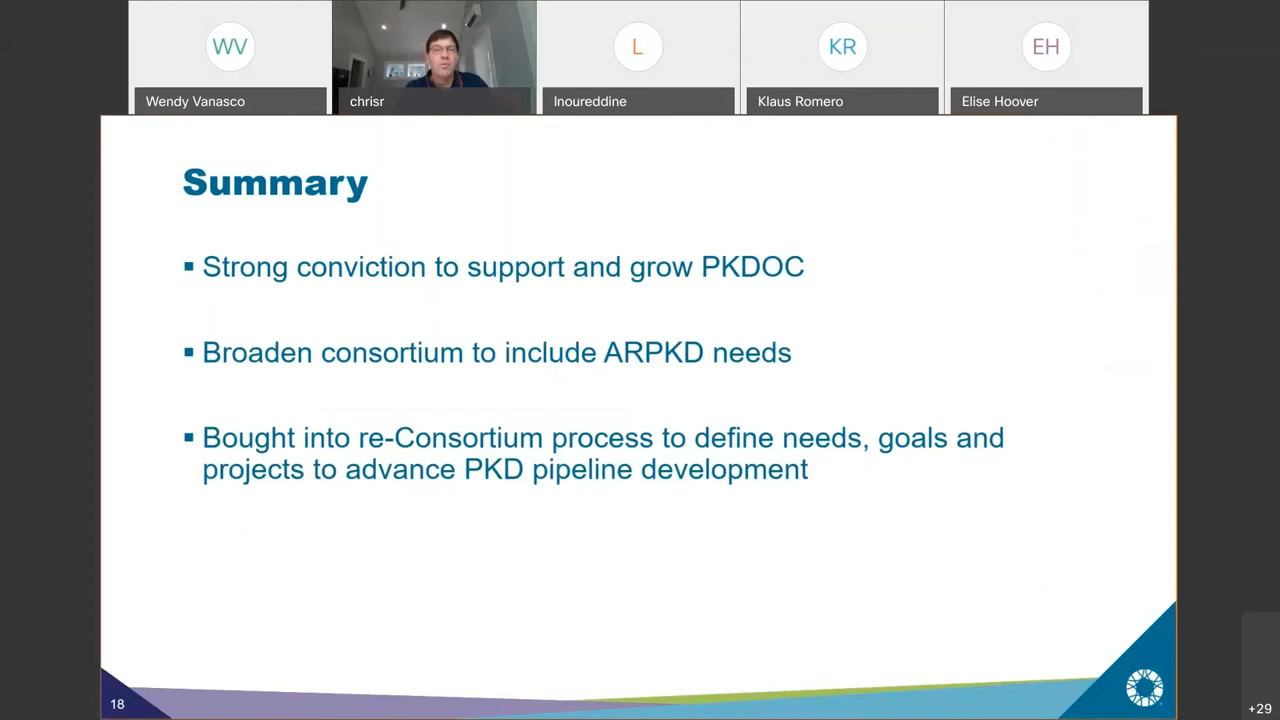 WV
L
KR
EH
Wendy Vanasco
chrisr
lnoureddine
Klaus Romero
Elise Hoover
Summary
▪ Strong conviction to support and grow PKDOC
▪ Broaden consortium to include ARPKD needs
▪ Bought into re-Consortium process to define needs, goals and
projects to advance PKD pipeline development
18
+29